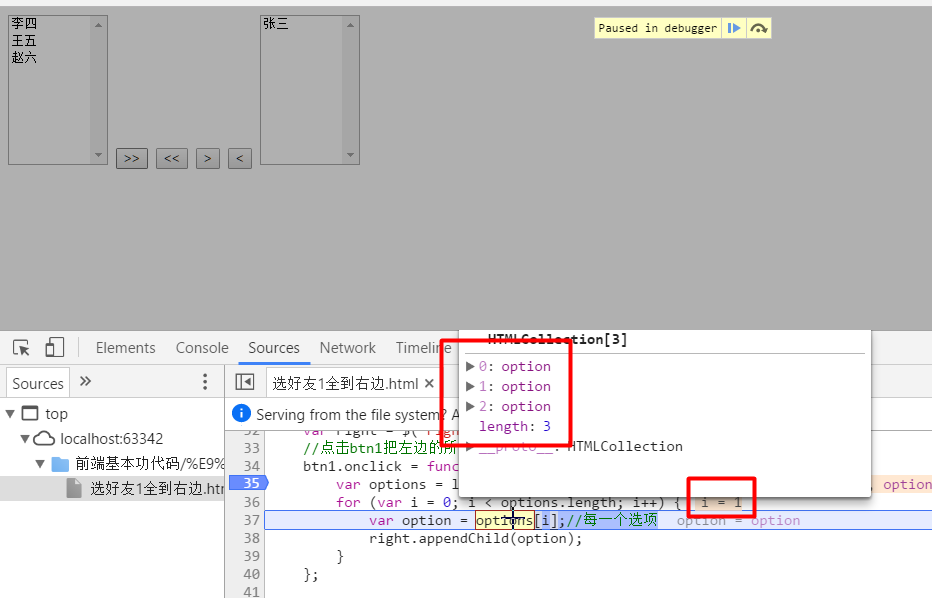 李四
王五
赵六
>> << > <
张三
Paused in debugger
Elements Console Sources Network Timeline
Sources »
选好友1全到右边.html ×
top
localhost:63342
前端基本功代码/%E9%
选好友1全到右边.htm
Serving from the file system? A
HTMLCollection[3]
0: option
1: option
2: option
length: 3
__proto__: HTMLCollection
33 //点击btn1把左边的所
34 btn1.onclick = func
35 var options = l , option
36 for (var i = 0; i < options.length; i++) { i = 1
37 var option = options[i];//每一个选项 option = option
38 right.appendChild(option);
39 }
40 };
41